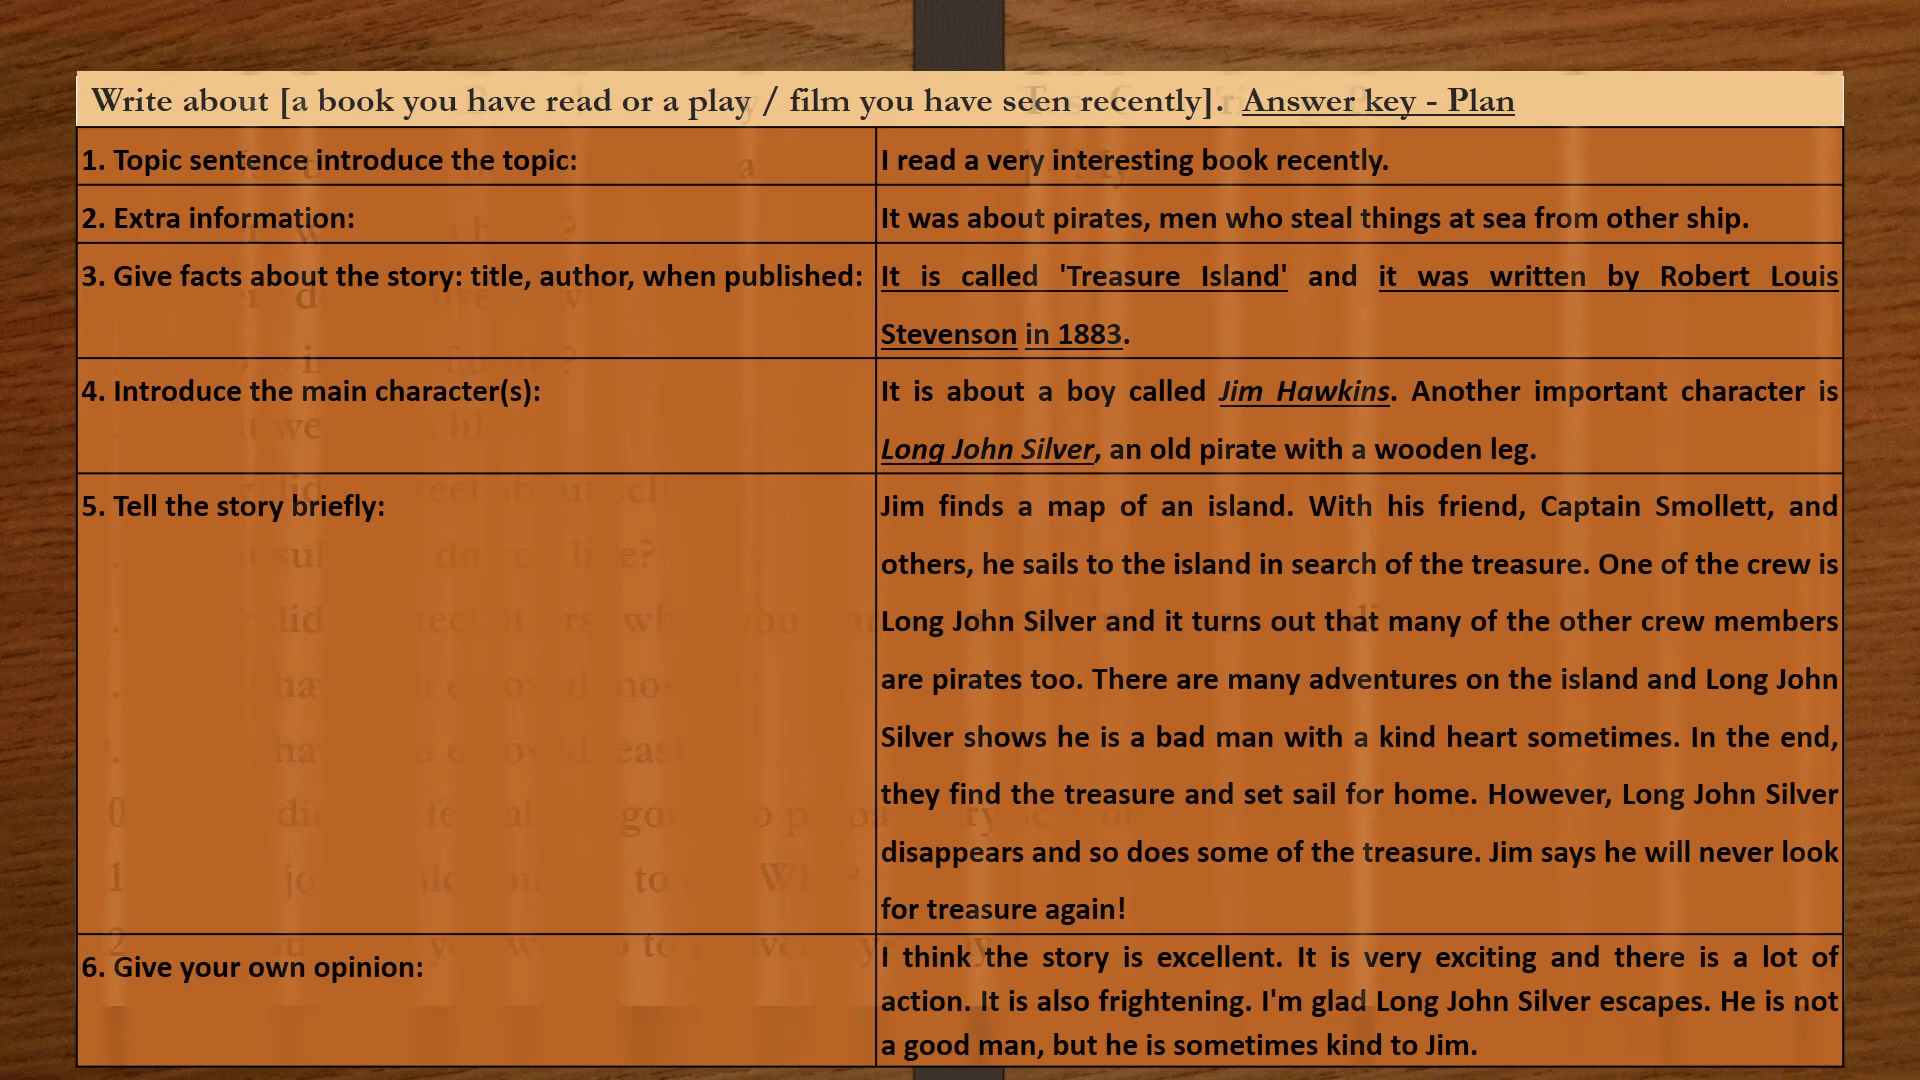 Write about [a book you have read or a play / film you have seen recently]. Answer key - Plan
1. Topic sentence introduce the topic:
I read a very interesting book recently.
2. Extra information:
It was about pirates, men who steal things at sea from other ship.
3. Give facts about the story: title, author, when published:
It is called 'Treasure Island' and it was written by Robert Louis
Stevenson in 1883.
4. Introduce the main character(s):
It is about a boy called Jim Hawkins. Another important character is
Long John Silver, an old pirate with a wooden leg.
5. Tell the story briefly:
Jim finds a map of an island. With his friend, Captain Smollett, and
others, he sails to the island in search of the treasure. One of the crew is
Long John Silver and it turns out that many of the other crew members
are pirates too. There are many adventures on the island and Long John
Silver shows he is a bad man with a kind heart sometimes. In the end,
they find the treasure and set sail for home. However, Long John Silver
disappears and so does some of the treasure. Jim says he will never look
for treasure again!
6. Give your own opinion:
I think the story is excellent. It is very exciting and there is a lot of
action. It is also frightening. I'm glad Long John Silver escapes. He is not
a good man, but he is sometimes kind to Jim.